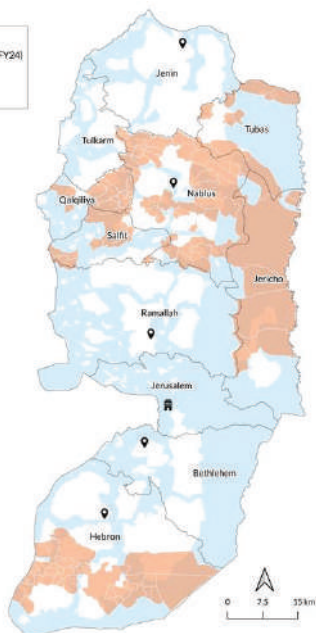 FY24)
Jenin
Tubas
Tulkarm
Nablus
Qalqiliya
Salfit
Jericho
Ramallah
Jerusalem
Bethlehem
Hebron
0 7.5 15 km